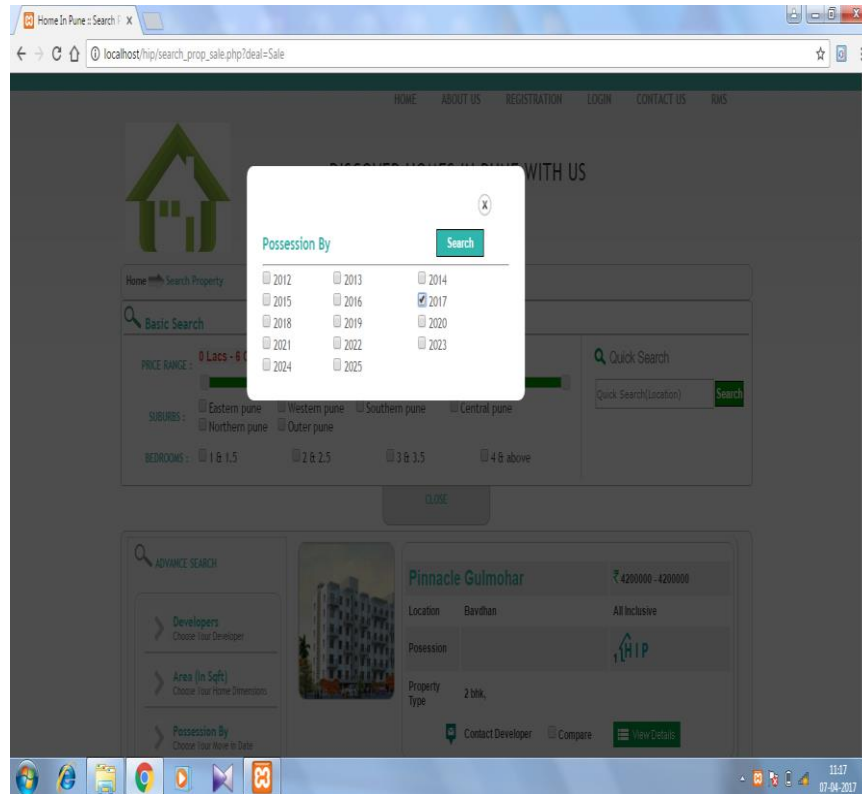 Home In Pune :: Search P
localhost/hip/search_prop_sale.php?deal=Sale
HOME ABOUT US REGISTRATION LOGIN CONTACT US RMS
WITH US
x
Possession By Search
2012 2013 2014
2015 2016 2017
2018 2019 2020
2021 2022 2023
2024 2025
Home Search Property
Basic Search
PRICE RANGE : 0 Lacs - 6 C
SUBURBS : Eastern pune Western pune Southern pune Central pune
Northern pune Outer pune
BEDROOMS : 1 & 1.5 2 & 2.5 3 & 3.5 4 & above
Quick Search
Quick Search(Location) Search
CLOSE
ADVANCE SEARCH
Developers
Choose Your Developer
Area (In Sqft)
Choose Your Home Dimensions
Possession By
Choose Your Move In Date
Pinnacle Gulmohar ₹ 4200000 - 4200000
Location Bavdhan All Inclusive
Posession 1 HIP
Property Type 2 bhk,
Contact Developer Compare View Details
11:17
07-04-2017